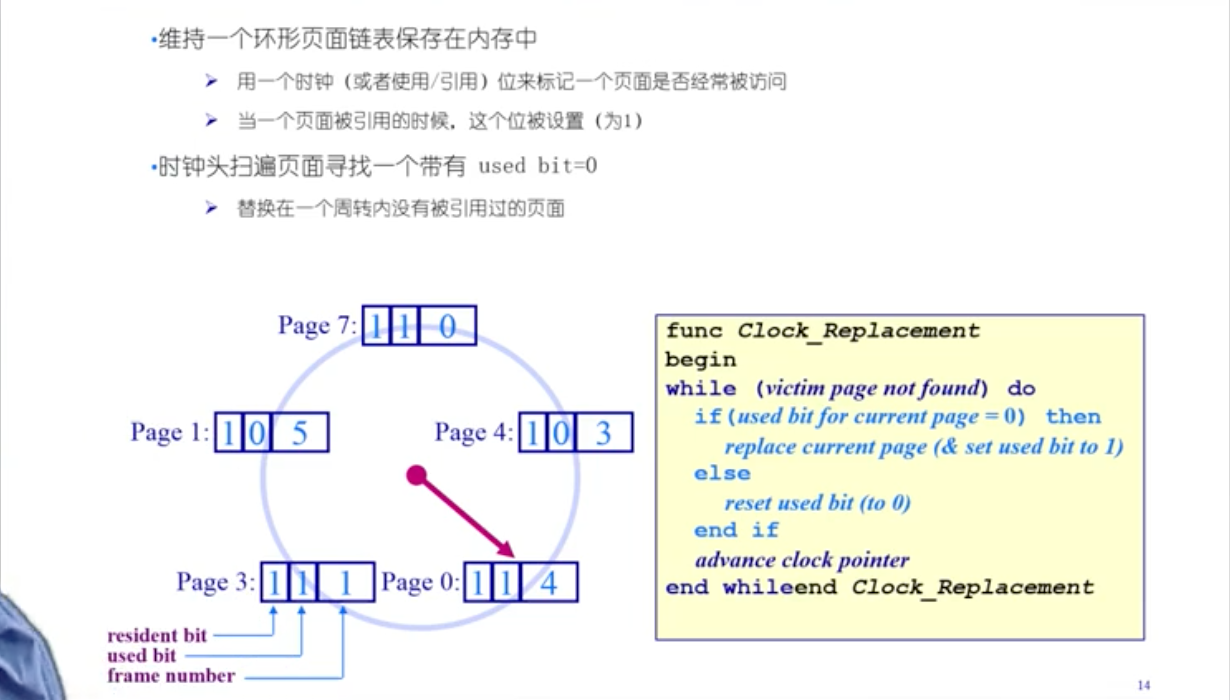 •维持一个环形页面链表保存在内存中
➢ 用一个时钟（或者使用/引用）位来标记一个页面是否经常被访问
➢ 当一个页面被引用的时候，这个位被设置（为1）
•时钟头扫遍页面寻找一个带有 used bit=0
➢ 替换在一个周转内没有被引用过的页面
Page 7: 1 1 0
Page 1: 1 0 5
Page 4: 1 0 3
Page 3: 1 1 1
Page 0: 1 1 4
resident bit
used bit
frame number
func Clock_Replacement
begin
while (victim page not found) do
if(used bit for current page = 0) then
replace current page (& set used bit to 1)
else
reset used bit (to 0)
end if
advance clock pointer
end whileend Clock_Replacement
14